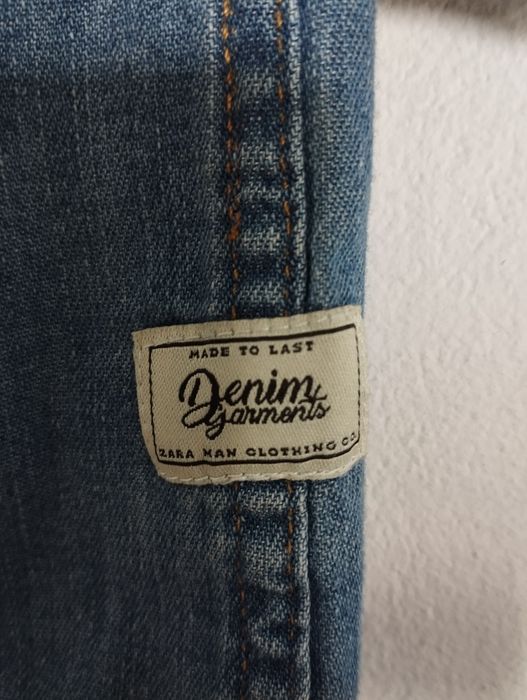 MADE TO LAST
Denim
Garments
ZARA MAN CLOTHING CO.